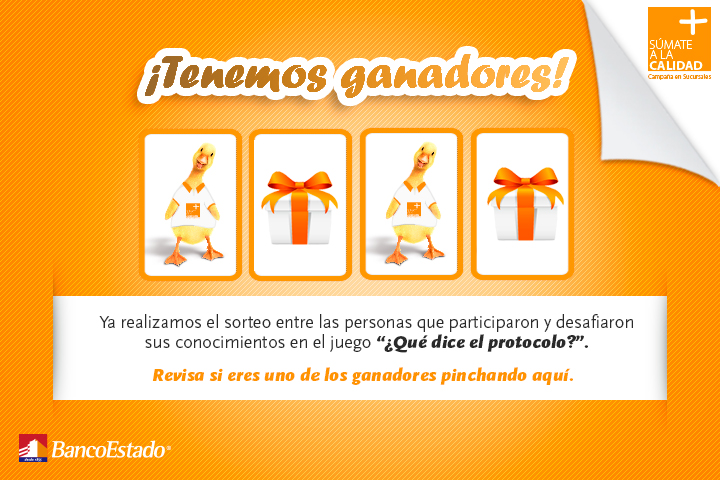 SÚMATE
A LA
CALIDAD
Campaña en Sucursales
¡Tenemos ganadores!
Ya realizamos el sorteo entre las personas que participaron y desafiaron
sus conocimientos en el juego “¿Qué dice el protocolo?”.
Revisa si eres uno de los ganadores pinchando aquí.
BancoEstado®